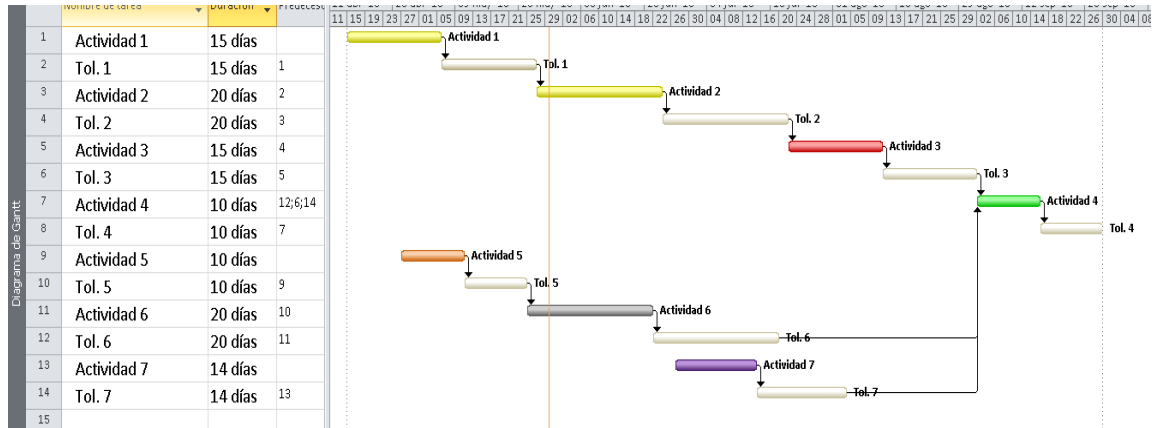 Nombre de tarea Duración Predeces
11 15 19 23 27 01 05 09 13 17 21 25 29 02 06 10 14 18 22 26 30 04 08 12 16 20 24 28 01 05 09 13 17 21 25 29 02 06 10 14 18 22 26 30 04 08
1 Actividad 1 15 días Actividad 1
2 Tol. 1 15 días 1 Tol. 1
3 Actividad 2 20 días 2 Actividad 2
4 Tol. 2 20 días 3 Tol. 2
5 Actividad 3 15 días 4 Actividad 3
6 Tol. 3 15 días 5 Tol. 3
7 Actividad 4 10 días 12;6;14 Actividad 4
8 Tol. 4 10 días 7 Tol. 4
9 Actividad 5 10 días Actividad 5
10 Tol. 5 10 días 9 Tol. 5
11 Actividad 6 20 días 10 Actividad 6
12 Tol. 6 20 días 11 Tol. 6
13 Actividad 7 14 días Actividad 7
14 Tol. 7 14 días 13 Tol. 7
15
Diagrama de Gantt